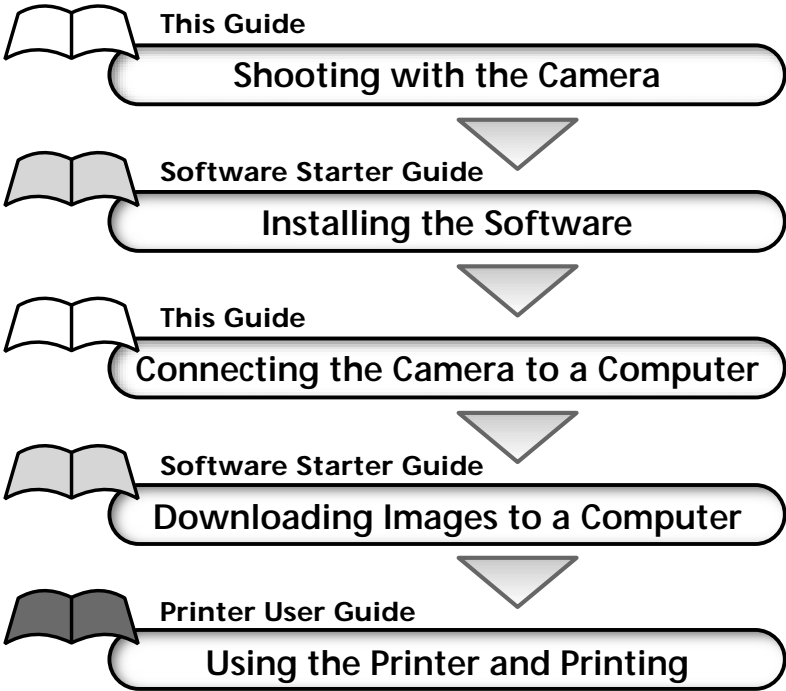 This Guide
Shooting with the Camera
Software Starter Guide
Installing the Software
This Guide
Connecting the Camera to a Computer
Software Starter Guide
Downloading Images to a Computer
Printer User Guide
Using the Printer and Printing